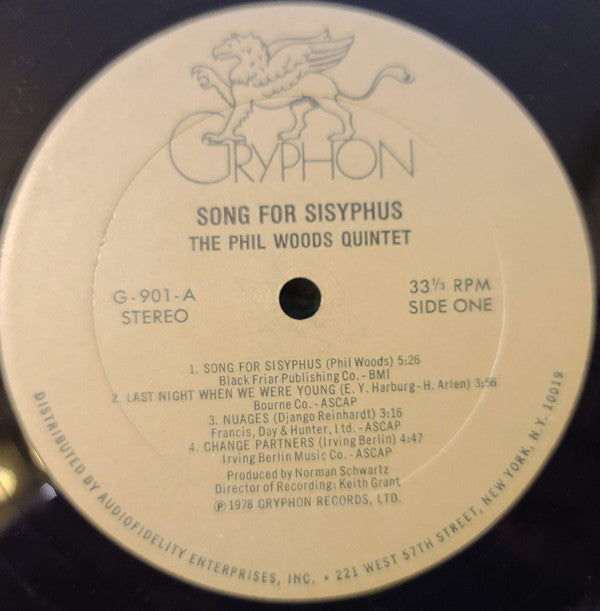 GRYPHON
SONG FOR SISYPHUS
THE PHIL WOODS QUINTET
G-901-A
STEREO
33⅓ RPM
SIDE ONE
1. SONG FOR SISYPHUS (Phil Woods) 5:26
Black Friar Publishing Co. - BMI
2. LAST NIGHT WHEN WE WERE YOUNG (E. Y. Harburg - H. Arlen) 3:56
Bourne Co. - ASCAP
3. NUAGES (Django Reinhardt) 3:16
Francis, Day & Hunter, Ltd. - ASCAP
4. CHANGE PARTNERS (Irving Berlin) 4:47
Irving Berlin Music Co. - ASCAP
Produced by Norman Schwartz
Director of Recording: Keith Grant
℗ 1978 GRYPHON RECORDS, LTD.
DISTRIBUTED BY AUDIOFIDELITY ENTERPRISES, INC. • 221 WEST 57TH STREET, NEW YORK, N.Y. 10019